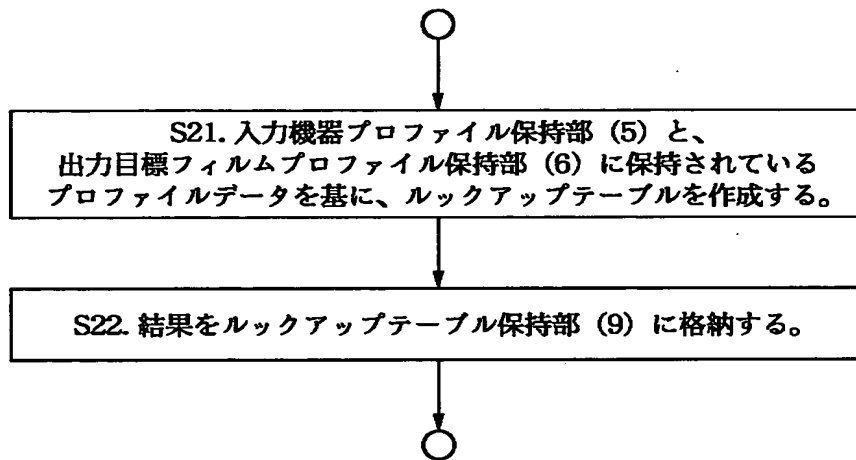 S21. 入力機器プロファイル保持部（5）と、
出力目標フィルムプロファイル保持部（6）に保持されている
プロファイルデータを基に、ルックアップテーブルを作成する。
S22. 結果をルックアップテーブル保持部（9）に格納する。